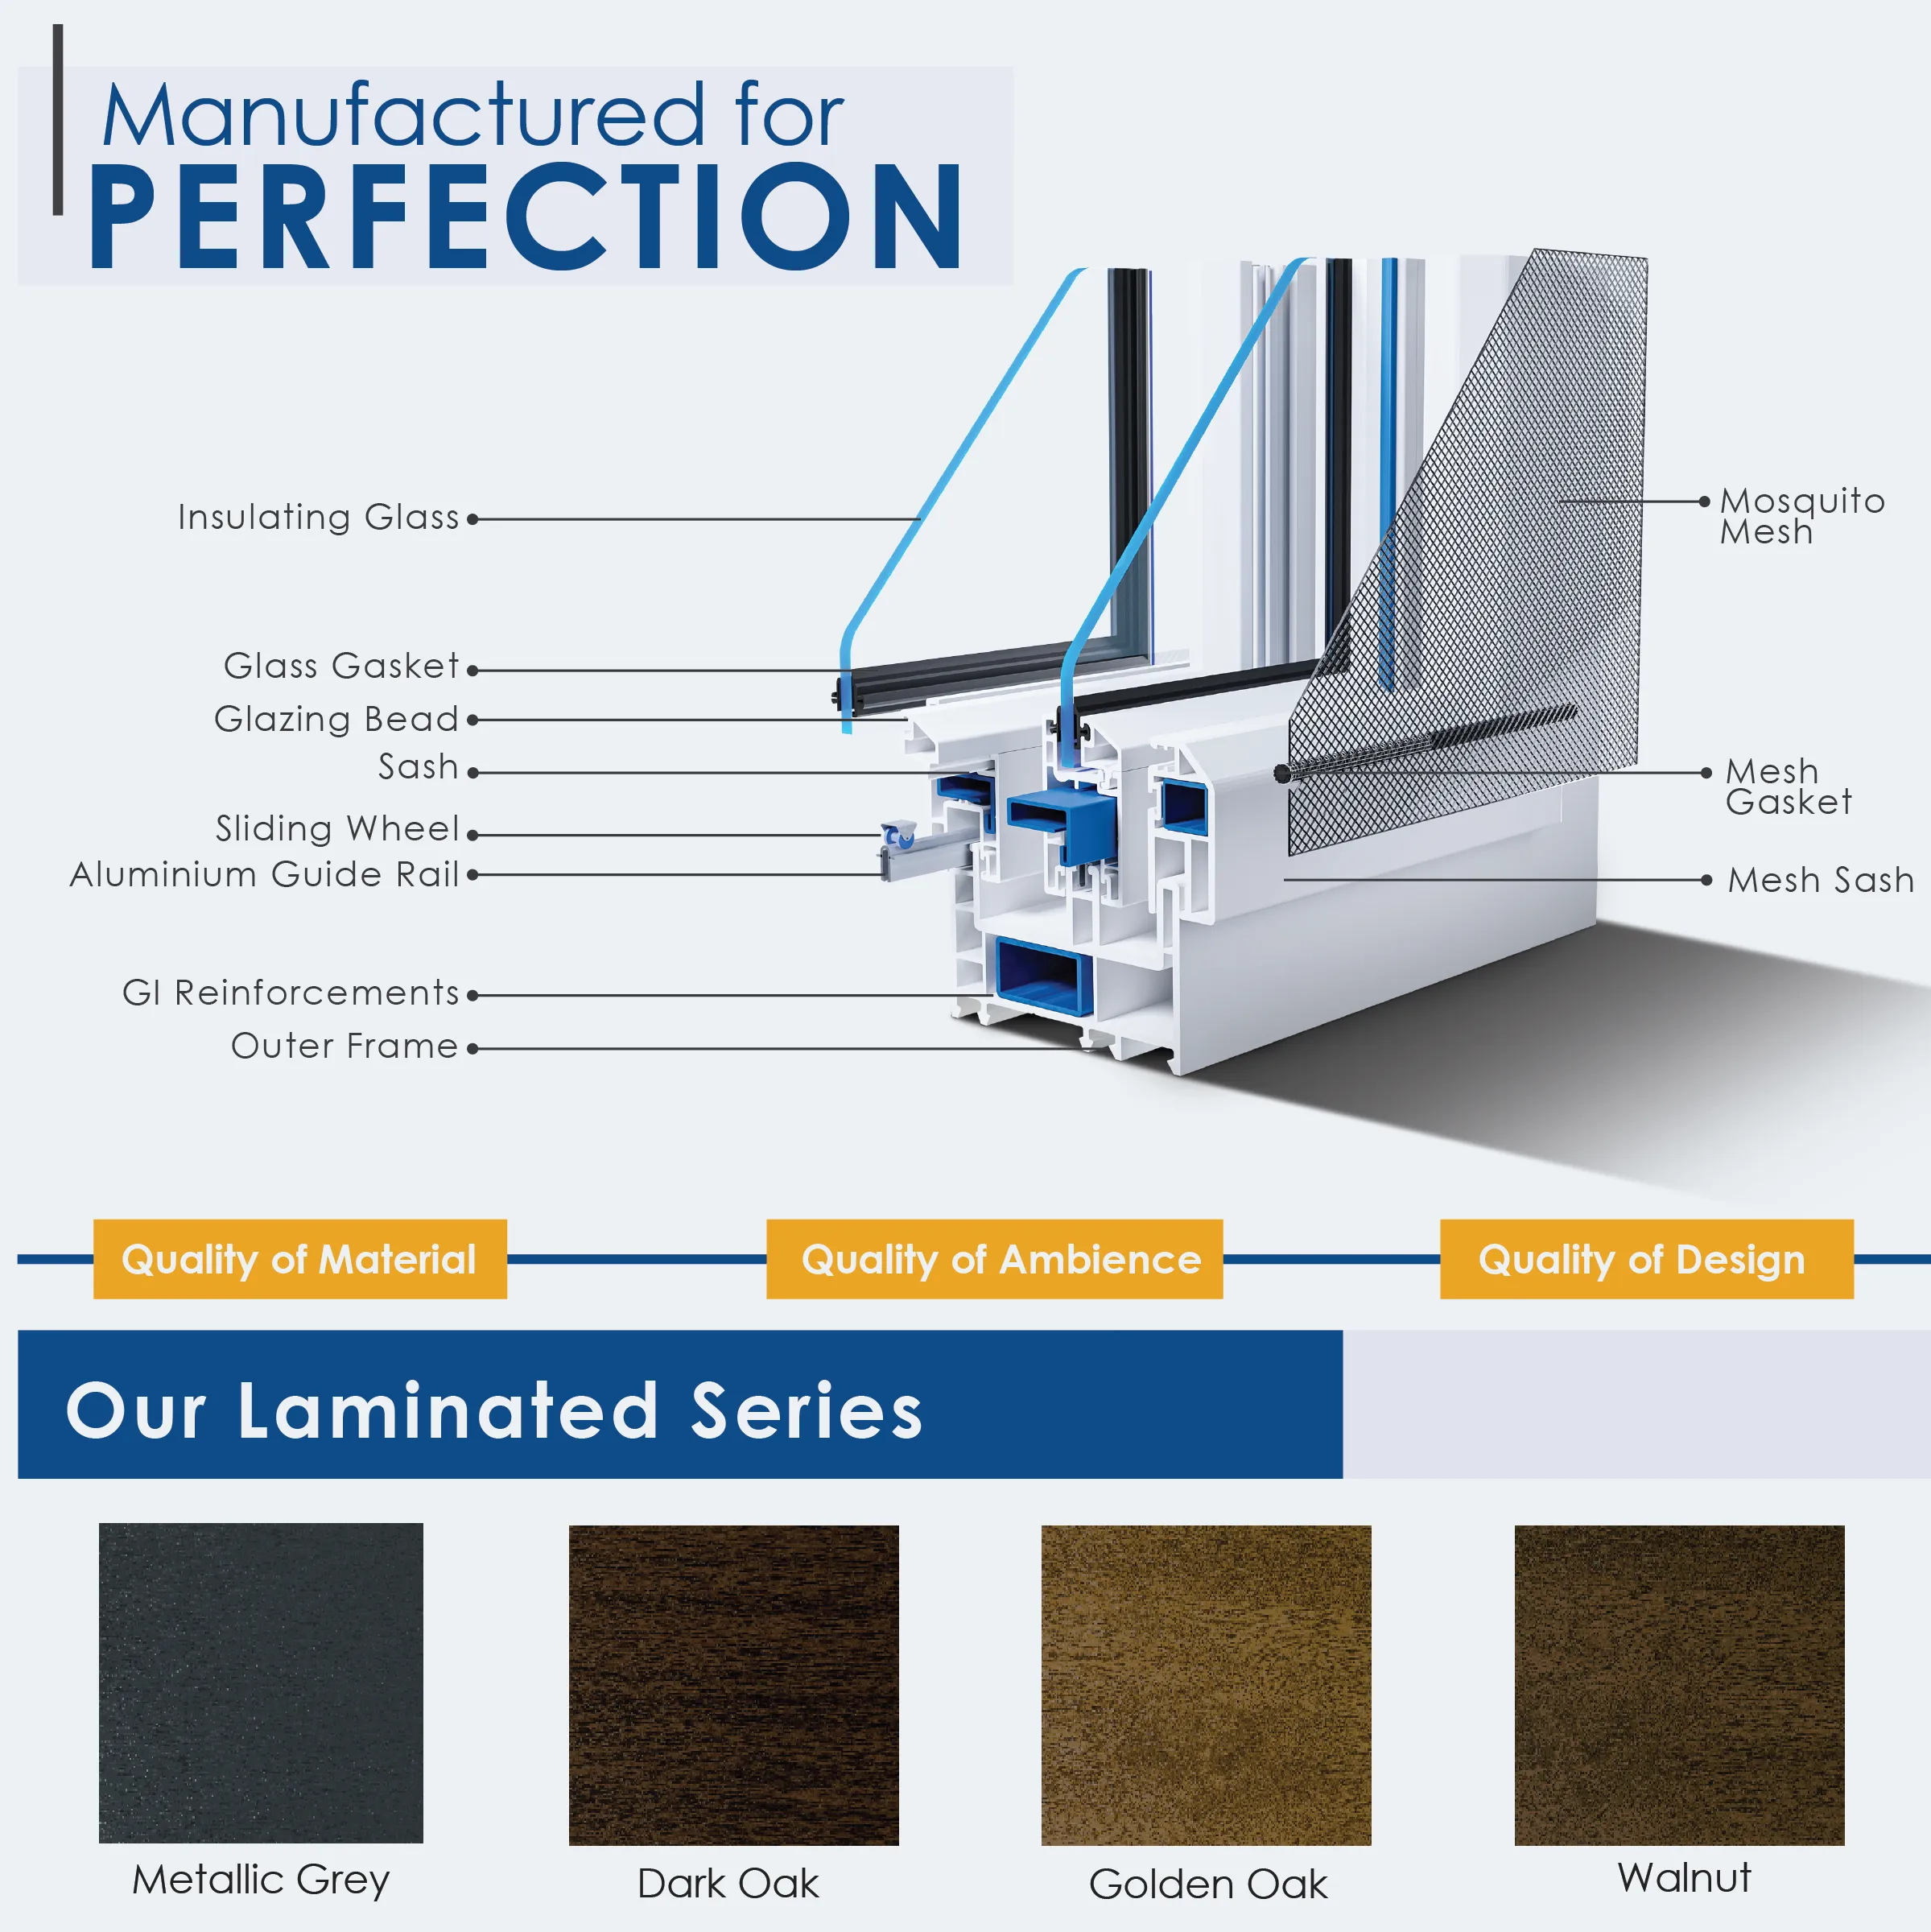 Manufactured for
PERFECTION
Insulating Glass
Glass Gasket
Glazing Bead
Sash
Sliding Wheel
Aluminium Guide Rail
GI Reinforcements
Outer Frame
Mosquito
Mesh
Mesh
Gasket
Mesh Sash
Quality of Material
Quality of Ambience
Quality of Design
Our Laminated Series
Metallic Grey
Dark Oak
Golden Oak
Walnut